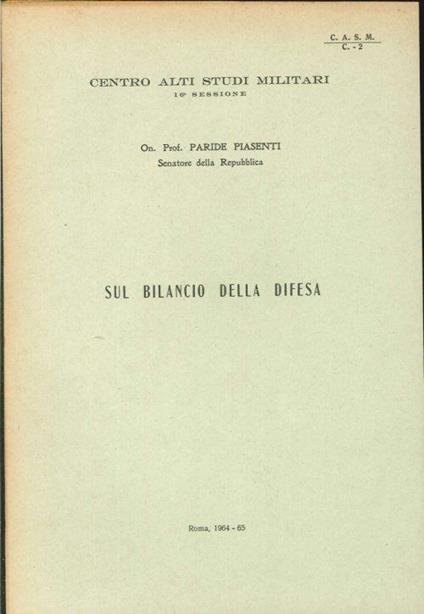 C. A. S. M.
C. - 2
CENTRO ALTI STUDI MILITARI
16ª SESSIONE
On. Prof. PARIDE PIASENTI
Senatore della Repubblica
SUL BILANCIO DELLA DIFESA
Roma, 1964 - 65